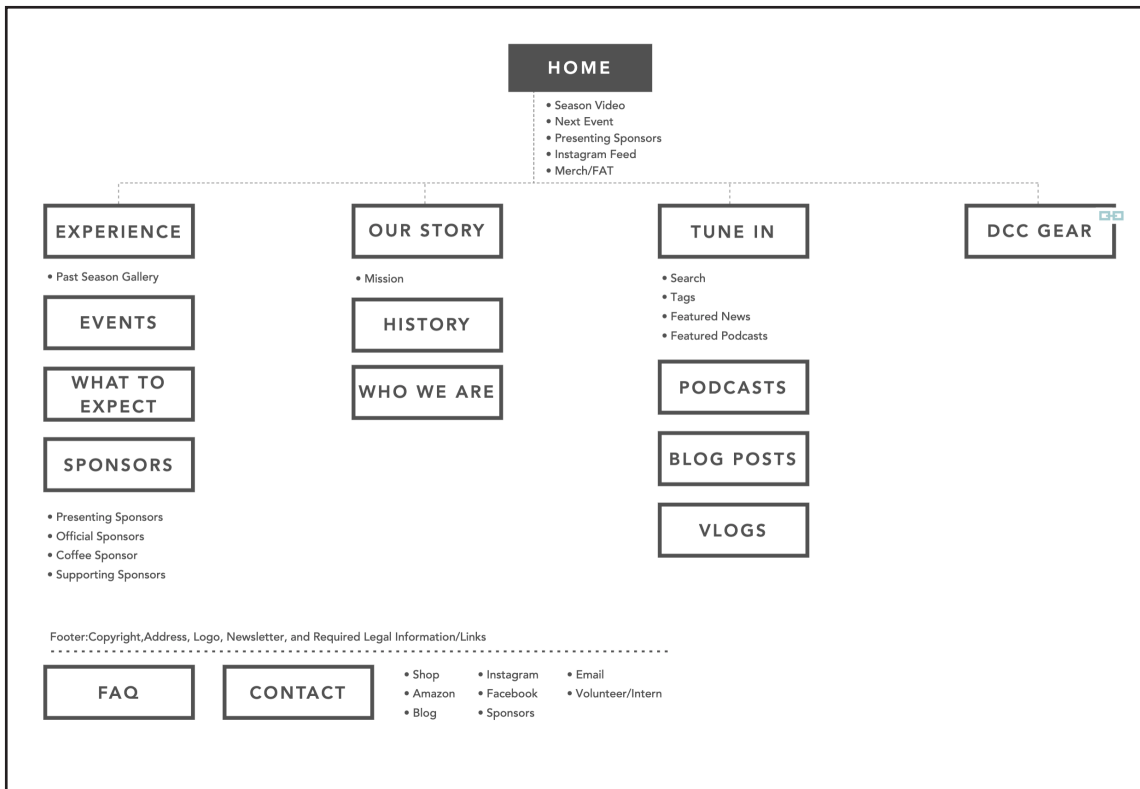 HOME
• Season Video
• Next Event
• Presenting Sponsors
• Instagram Feed
• Merch/FAT
EXPERIENCE
• Past Season Gallery
EVENTS
WHAT TO
EXPECT
SPONSORS
• Presenting Sponsors
• Official Sponsors
• Coffee Sponsor
• Supporting Sponsors
OUR STORY
• Mission
HISTORY
WHO WE ARE
TUNE IN
• Search
• Tags
• Featured News
• Featured Podcasts
PODCASTS
BLOG POSTS
VLOGS
DCC GEAR
Footer:Copyright,Address, Logo, Newsletter, and Required Legal Information/Links
FAQ
CONTACT
• Shop
• Amazon
• Blog
• Instagram
• Facebook
• Sponsors
• Email
• Volunteer/Intern